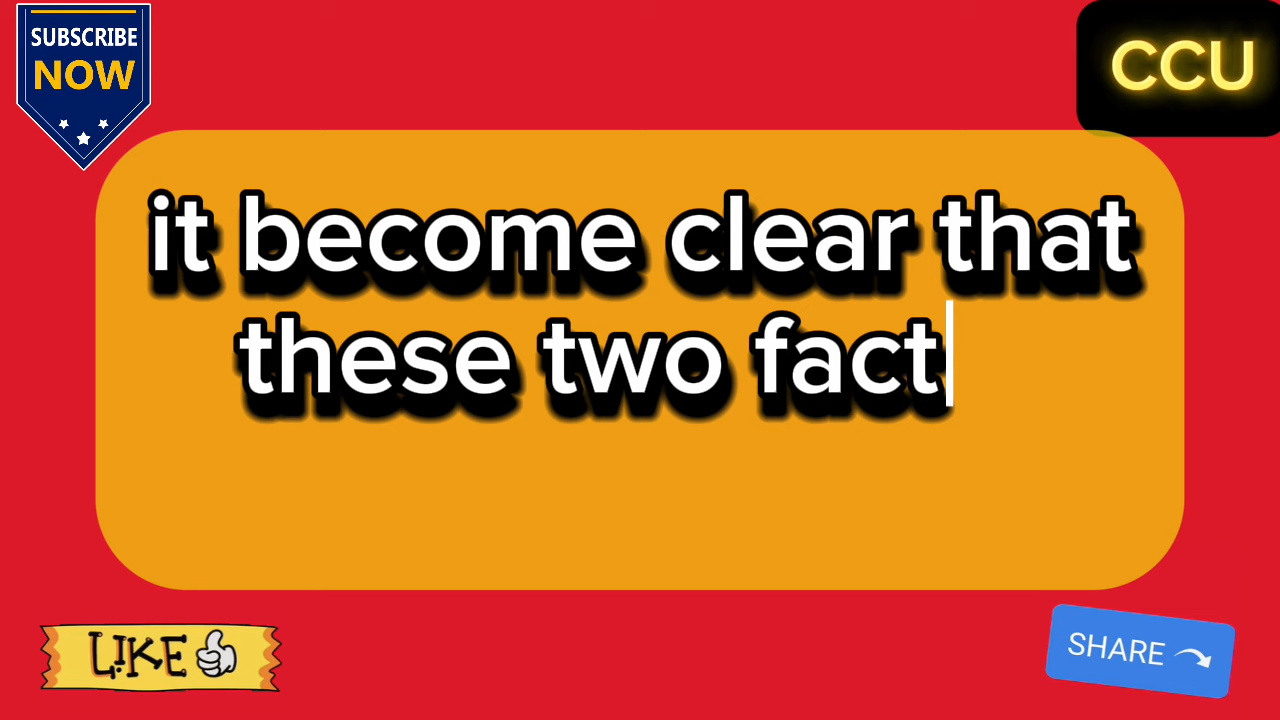 SUBSCRIBE
NOW
CCU
it become clear that
these two fact
LIKE
SHARE